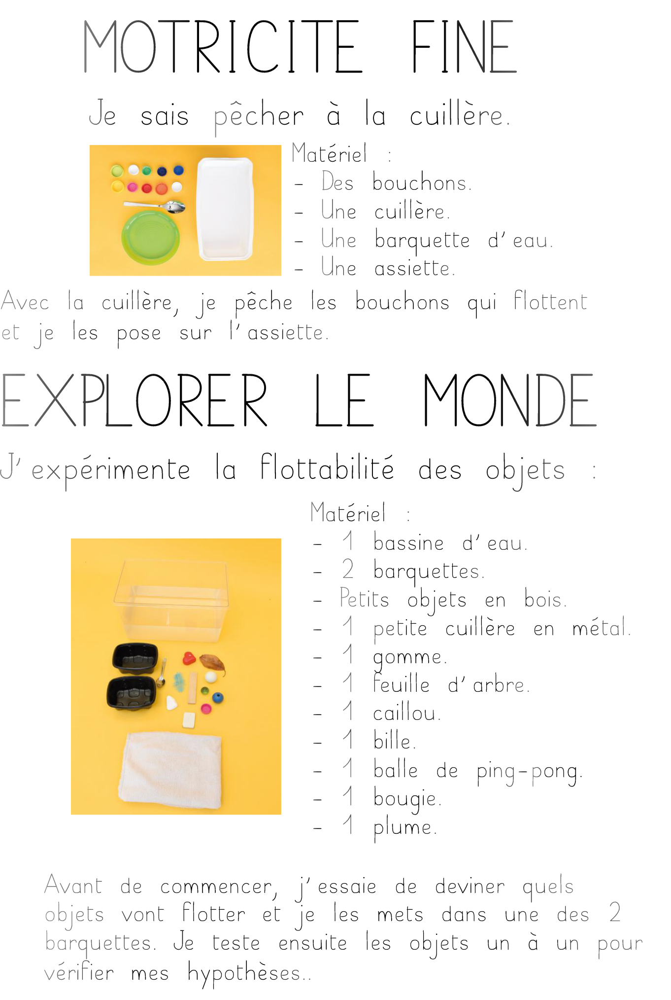 MOTRICITE FINE
Je sais pêcher à la cuillère.
Matériel :
- Des bouchons.
- Une cuillère.
- Une barquette d'eau.
- Une assiette.
Avec la cuillère, je pêche les bouchons qui flottent
et je les pose sur l'assiette.
EXPLORER LE MONDE
J'expérimente la flottabilité des objets :
Matériel :
- 1 bassine d'eau.
- 2 barquettes.
- Petits objets en bois.
- 1 petite cuillère en métal.
- 1 gomme.
- 1 feuille d'arbre.
- 1 caillou.
- 1 bille.
- 1 balle de ping-pong.
- 1 bougie.
- 1 plume.
Avant de commencer, j'essaie de deviner quels
objets vont flotter et je les mets dans une des 2
barquettes. Je teste ensuite les objets un à un pour
vérifier mes hypothèses..